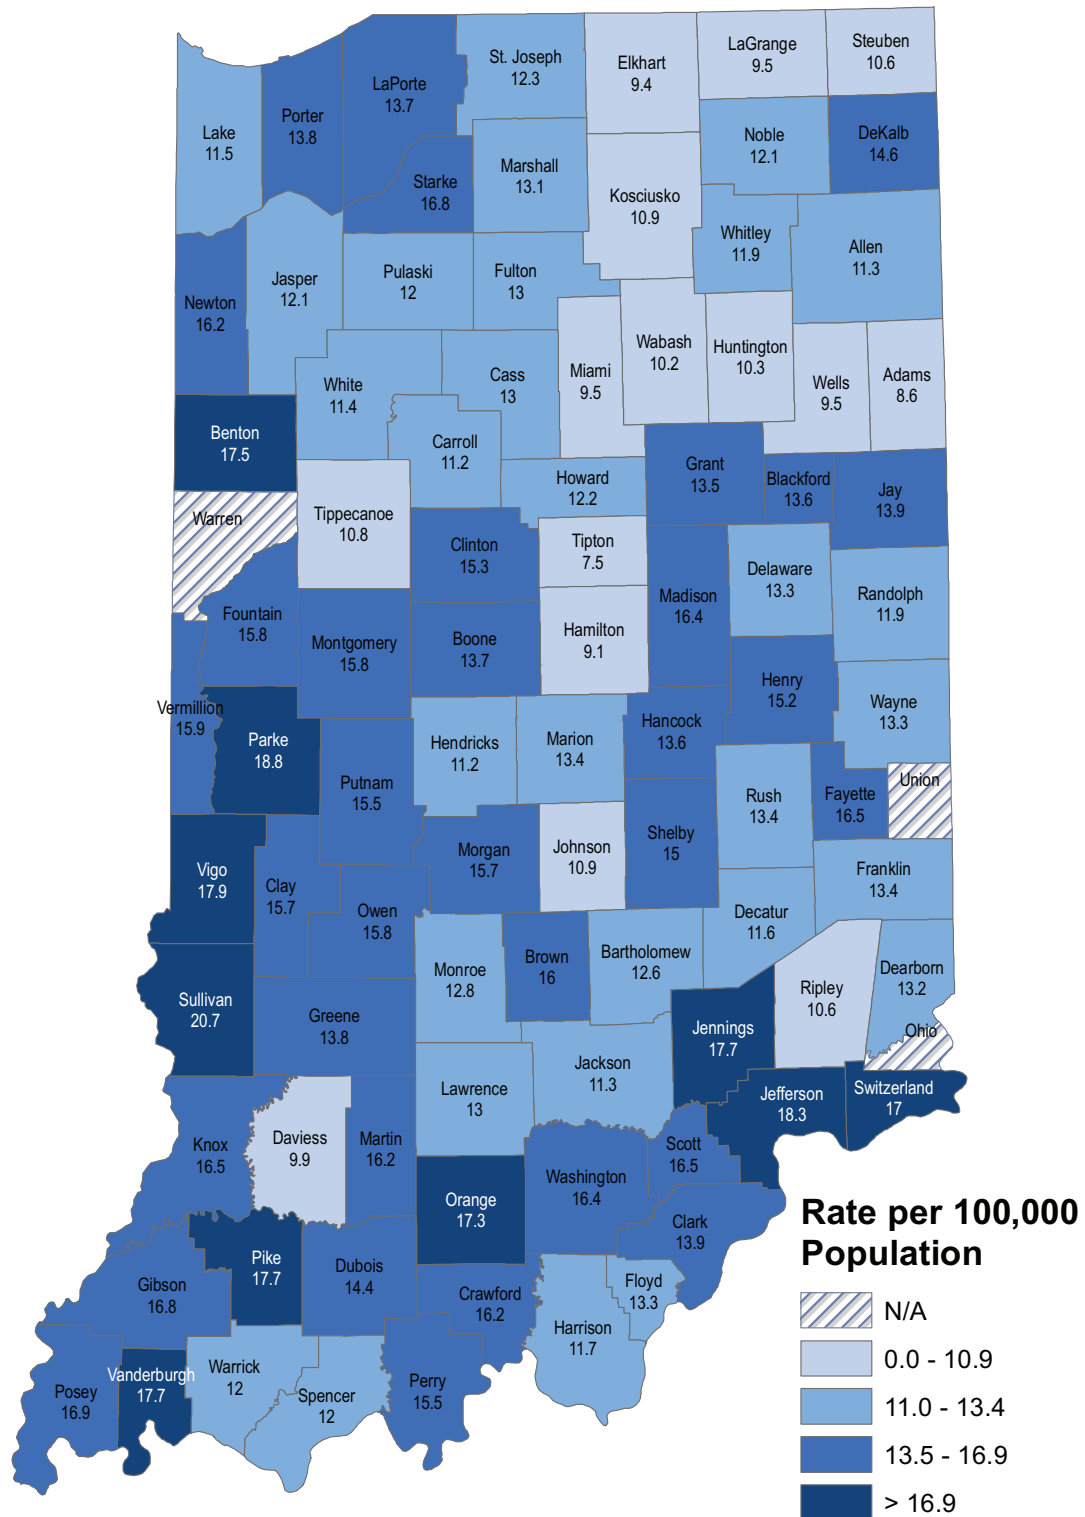 St. Joseph
12.3
Elkhart
9.4
LaGrange
9.5
Steuben
10.6
LaPorte
13.7
Porter
13.8
Lake
11.5
Noble
12.1
DeKalb
14.6
Marshall
13.1
Starke
16.8
Kosciusko
10.9
Whitley
11.9
Allen
11.3
Newton
16.2
Jasper
12.1
Pulaski
12
Fulton
13
Wabash
10.2
Huntington
10.3
Miami
9.5
Wells
9.5
Adams
8.6
White
11.4
Cass
13
Benton
17.5
Carroll
11.2
Howard
12.2
Grant
13.5
Blackford
13.6
Jay
13.9
Warren
Tippecanoe
10.8
Clinton
15.3
Tipton
7.5
Delaware
13.3
Randolph
11.9
Madison
16.4
Fountain
15.8
Montgomery
15.8
Boone
13.7
Hamilton
9.1
Henry
15.2
Wayne
13.3
Vermillion
15.9
Parke
18.8
Hendricks
11.2
Marion
13.4
Hancock
13.6
Putnam
15.5
Rush
13.4
Fayette
16.5
Union
Shelby
15
Morgan
15.7
Johnson
10.9
Vigo
17.9
Clay
15.7
Owen
15.8
Franklin
13.4
Decatur
11.6
Monroe
12.8
Brown
16
Bartholomew
12.6
Dearborn
13.2
Ripley
10.6
Sullivan
20.7
Greene
13.8
Jennings
17.7
Ohio
Jackson
11.3
Lawrence
13
Jefferson
18.3
Switzerland
17
Knox
16.5
Daviess
9.9
Martin
16.2
Scott
16.5
Washington
16.4
Orange
17.3
Clark
13.9
Pike
17.7
Dubois
14.4
Gibson
16.8
Crawford
16.2
Floyd
13.3
Harrison
11.7
Warrick
12
Vanderburgh
17.7
Posey
16.9
Spencer
12
Perry
15.5
Rate per 100,000
Population
N/A
0.0 - 10.9
11.0 - 13.4
13.5 - 16.9
> 16.9